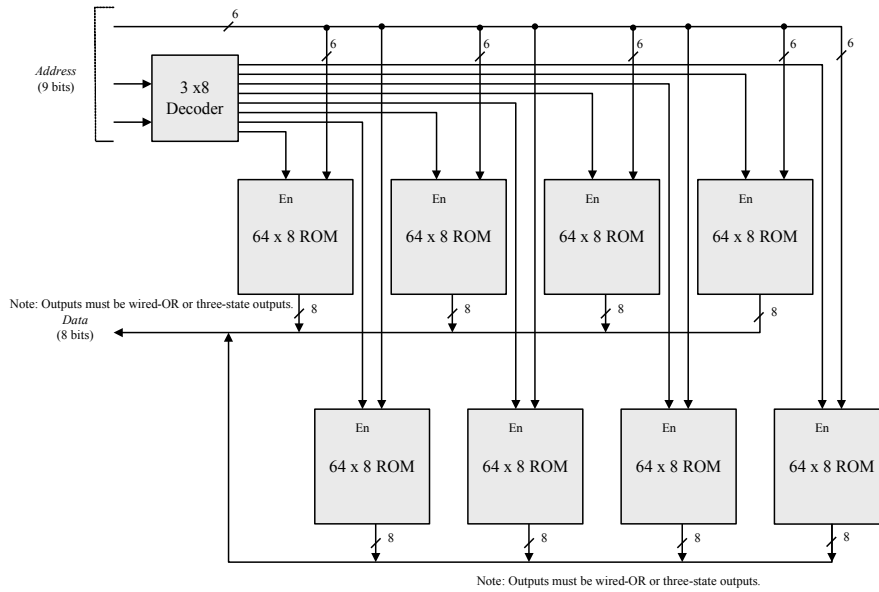 6
6 6 6 6 6
Address
(9 bits)
3 x8
Decoder
En En En En
64 x 8 ROM 64 x 8 ROM 64 x 8 ROM 64 x 8 ROM
Note: Outputs must be wired-OR or three-state outputs.
8 8 8 8
Data
(8 bits)
En En En En
64 x 8 ROM 64 x 8 ROM 64 x 8 ROM 64 x 8 ROM
8 8 8 8
Note: Outputs must be wired-OR or three-state outputs.